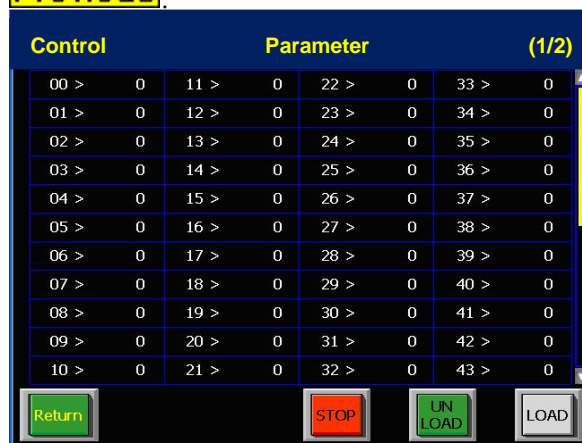 Control Parameter (1/2)
00 > 0 11 > 0 22 > 0 33 > 0
01 > 0 12 > 0 23 > 0 34 > 0
02 > 0 13 > 0 24 > 0 35 > 0
03 > 0 14 > 0 25 > 0 36 > 0
04 > 0 15 > 0 26 > 0 37 > 0
05 > 0 16 > 0 27 > 0 38 > 0
06 > 0 17 > 0 28 > 0 39 > 0
07 > 0 18 > 0 29 > 0 40 > 0
08 > 0 19 > 0 30 > 0 41 > 0
09 > 0 20 > 0 31 > 0 42 > 0
10 > 0 21 > 0 32 > 0 43 > 0
Return STOP UN LOAD LOAD